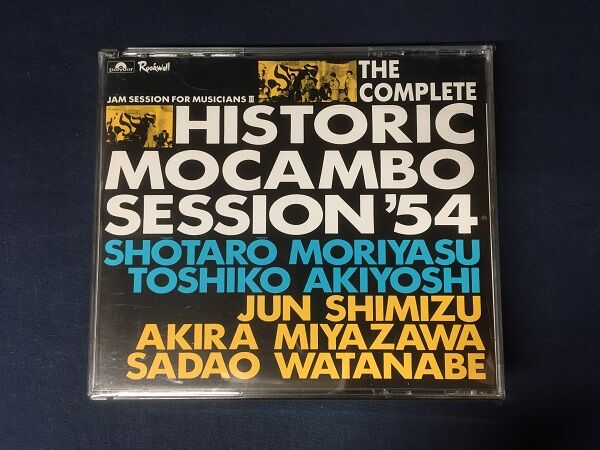 polydor Rockwell
THE
COMPLETE
JAM SESSION FOR MUSICIANS III
HISTORIC
MOCAMBO
SESSION '54
SHŌTARŌ MORIYASU
TOSHIKO AKIYOSHI
JUN SHIMIZU
AKIRA MIYAZAWA
SADAO WATANABE